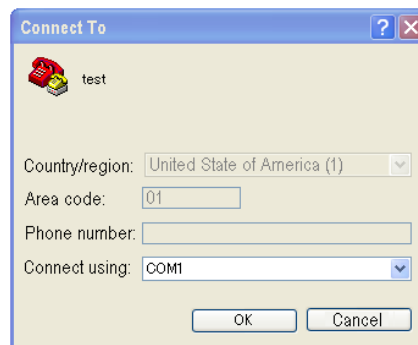 Connect To
test
Country/region: United State of America (1)
Area code: 01
Phone number:
Connect using: COM1
OK Cancel